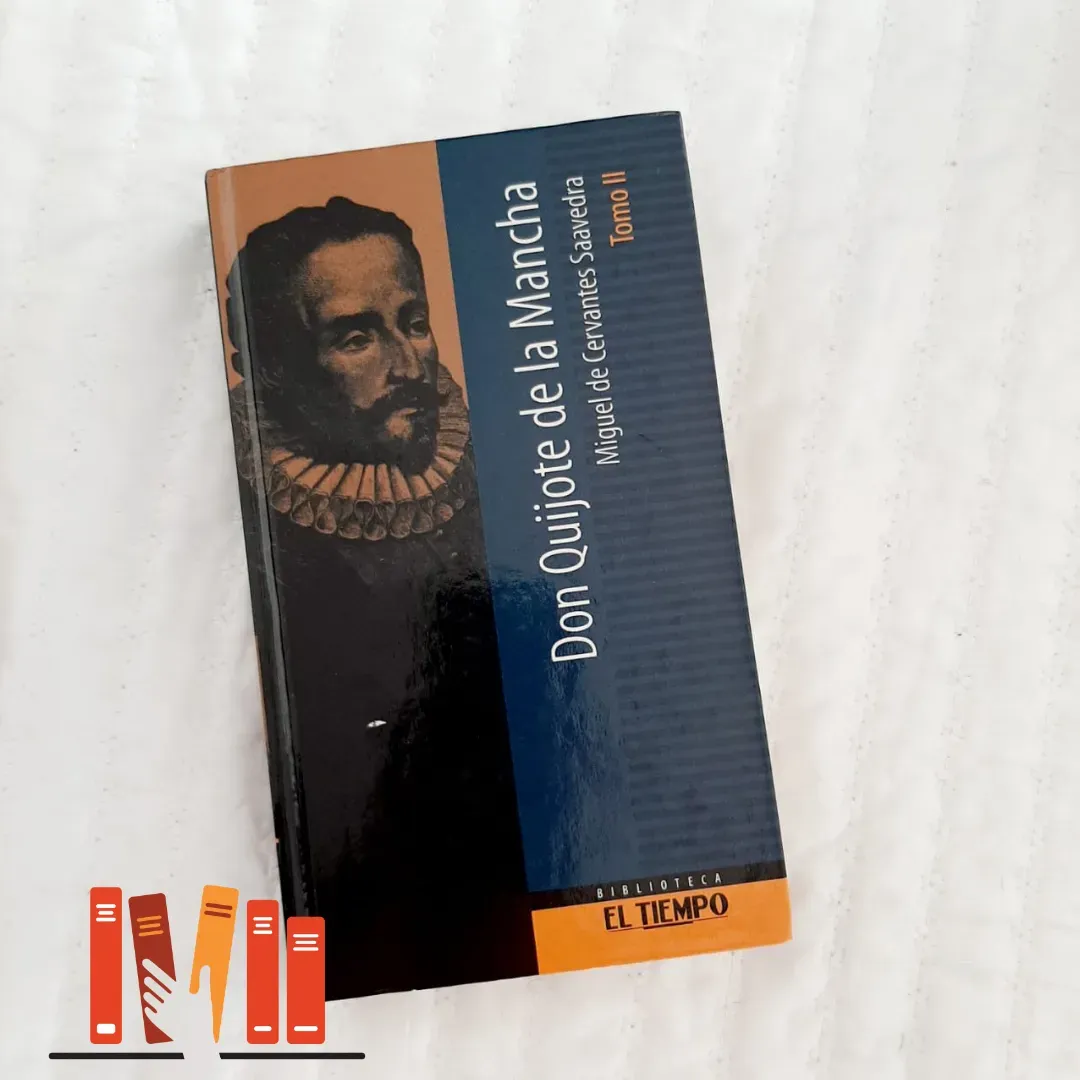 Don Quijote de la Mancha
Miguel de Cervantes Saavedra
Tomo II
BIBLIOTECA
EL TIEMPO